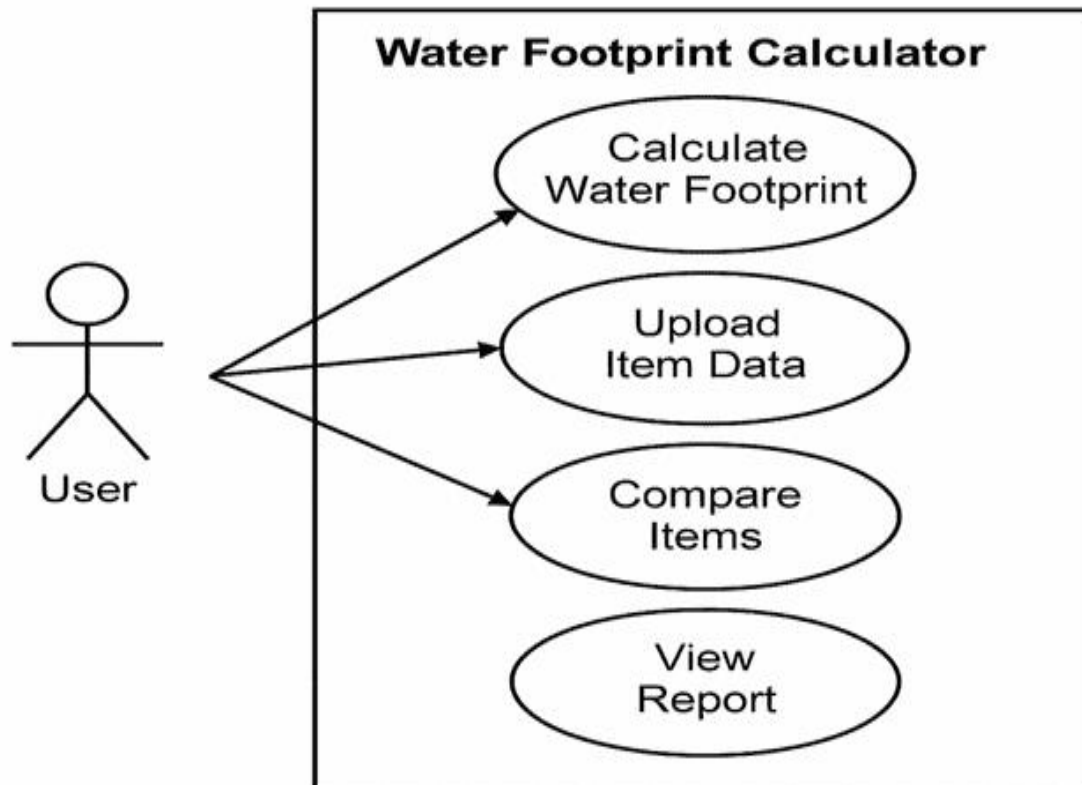 Water Footprint Calculator
Calculate
Water Footprint
Upload
Item Data
User
Compare
Items
View
Report